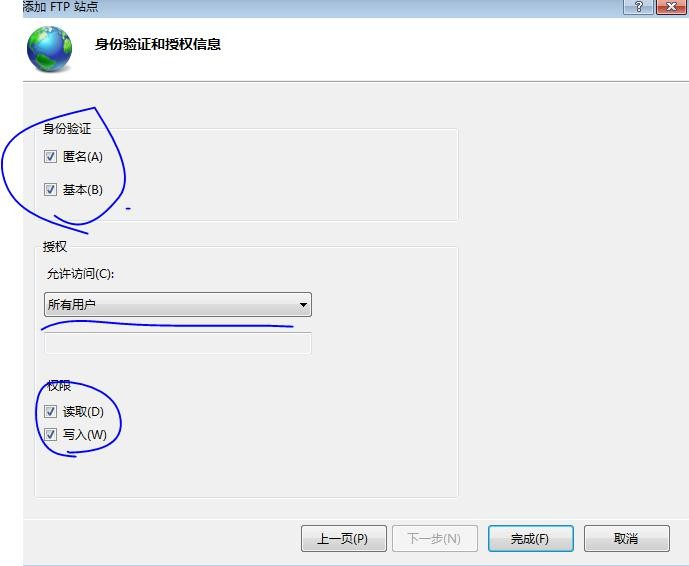 添加 FTP 站点
身份验证和授权信息
身份验证
匿名(A)
基本(B)
授权
允许访问(C):
所有用户
权限
读取(D)
写入(W)
上一页(P)
下一步(N)
完成(F)
取消